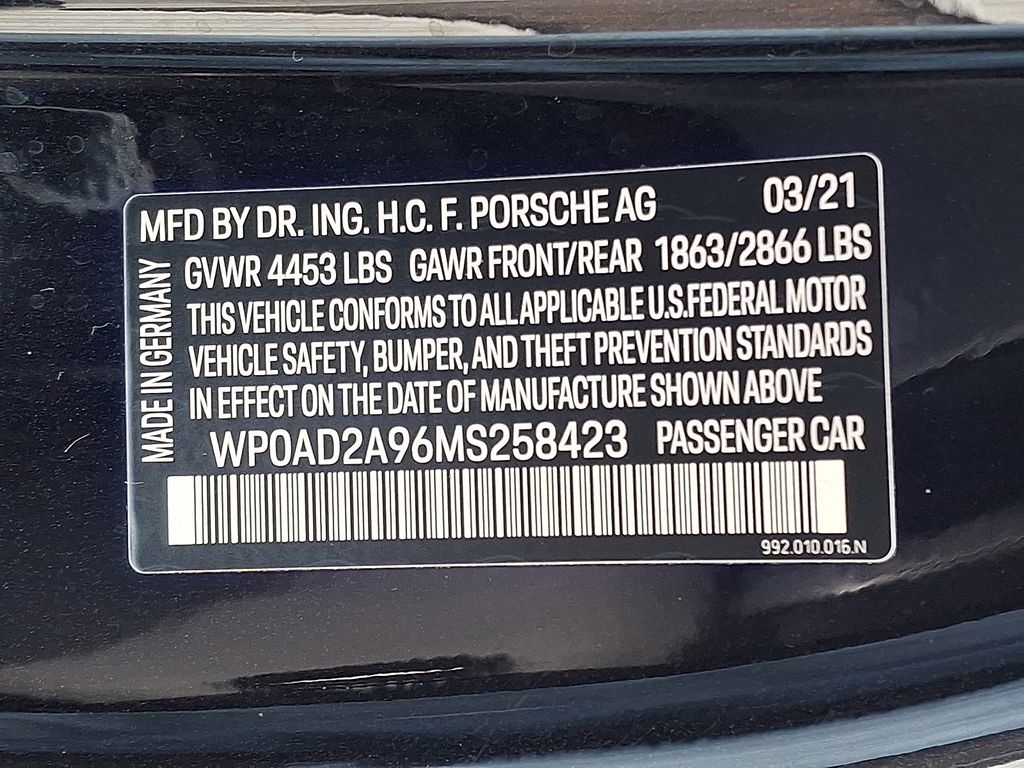 MFD BY DR. ING. H.C. F. PORSCHE AG 03/21
GVWR 4453 LBS GAWR FRONT/REAR 1863/2866 LBS
THIS VEHICLE CONFORMS TO ALL APPLICABLE U.S.FEDERAL MOTOR
VEHICLE SAFETY, BUMPER, AND THEFT PREVENTION STANDARDS
IN EFFECT ON THE DATE OF MANUFACTURE SHOWN ABOVE
WP0AD2A96MS258423 PASSENGER CAR
992.010.016.N
MADE IN GERMANY